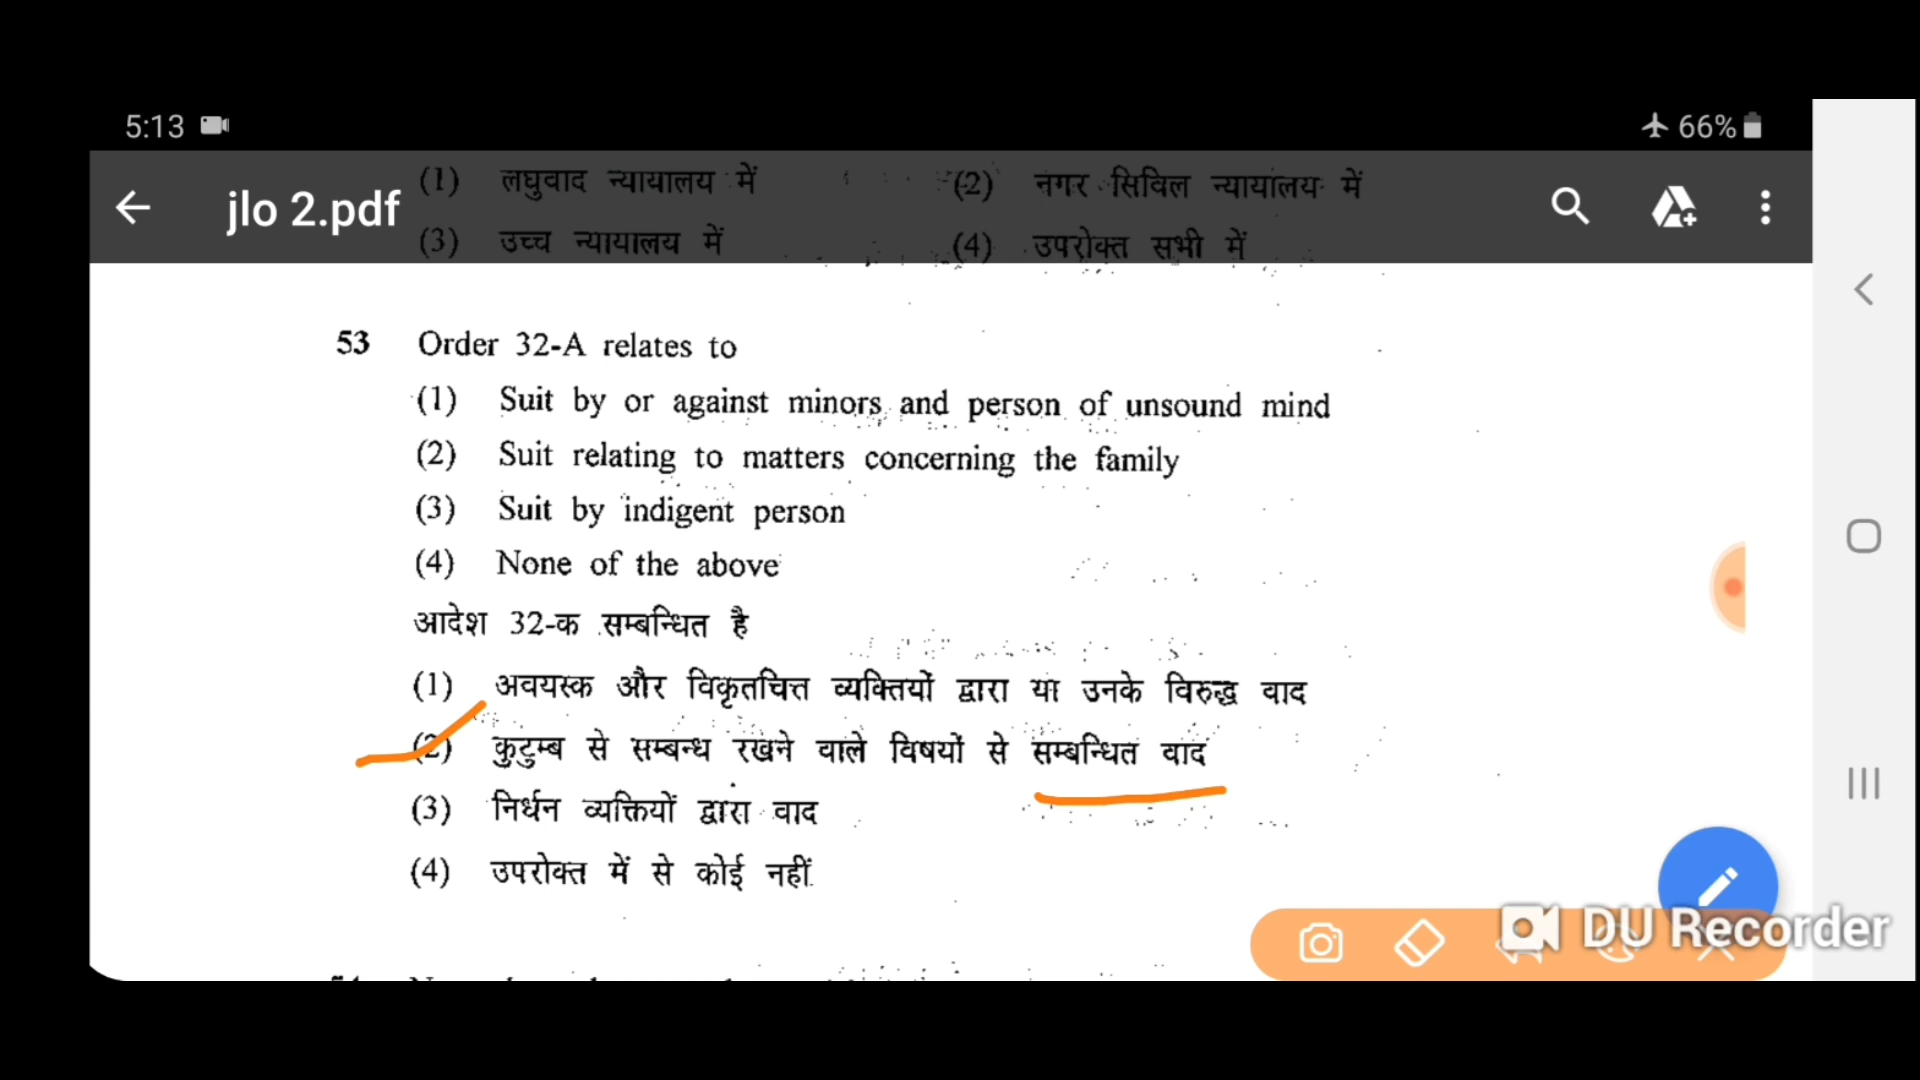 5:13
66%
jlo 2.pdf
(1) लघुवाद न्यायालय में (2) नगर सिविल न्यायालय में
(3) उच्च न्यायालय में (4) उपरोक्त सभी में
53 Order 32-A relates to
(1) Suit by or against minors and person of unsound mind
(2) Suit relating to matters concerning the family
(3) Suit by indigent person
(4) None of the above
आदेश 32-क सम्बन्धित है
(1) अवयस्क और विकृतचित्त व्यक्तियों द्वारा या उनके विरुद्ध वाद
(2) कुटुम्ब से सम्बन्ध रखने वाले विषयों से सम्बन्धित वाद
(3) निर्धन व्यक्तियों द्वारा वाद
(4) उपरोक्त में से कोई नहीं
DU Recorder